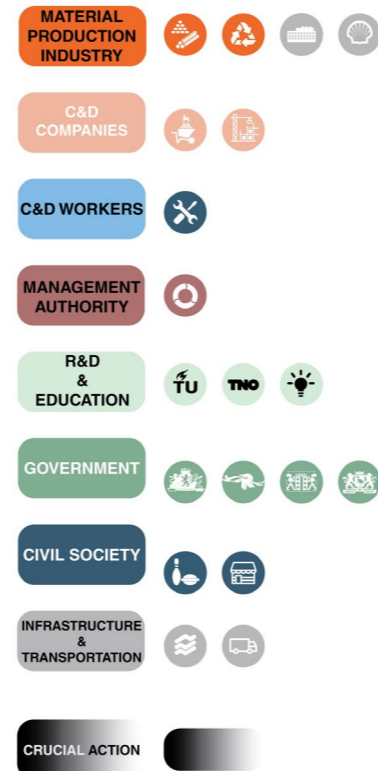 MATERIAL
PRODUCTION
INDUSTRY
C&D
COMPANIES
C&D WORKERS
MANAGEMENT
AUTHORITY
R&D
&
EDUCATION
TU
TNO
GOVERNMENT
CIVIL SOCIETY
INFRASTRUCTURE
&
TRANSPORTATION
CRUCIAL ACTION